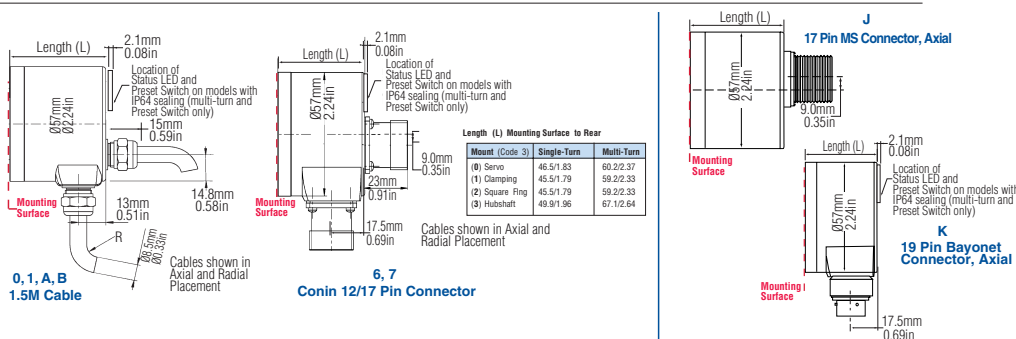 Length (L)
2.1mm
0.08in
Location of
Status LED and
Preset Switch on models with
IP64 sealing (multi-turn and
Preset Switch only)
Ø57mm
Ø2.24in
15mm
0.59in
14.8mm
0.58in
13mm
0.51in
Mounting
Surface
R
Ø8.5mm
Ø0.33in
Cables shown in
Axial and Radial
Placement
0, 1, A, B
1.5M Cable
Length (L)
2.1mm
0.08in
Location of
Status LED and
Preset Switch on models with
IP64 sealing (multi-turn and
Preset Switch only)
Ø57mm
2.24in
9.0mm
0.35in
23mm
0.91in
Mounting
Surface
17.5mm
0.69in
Cables shown in Axial and
Radial Placement
6, 7
Conin 12/17 Pin Connector
Length (L) Mounting Surface to Rear
Mount (Code 3) Single-Turn Multi-Turn
(0) Servo 46.5/1.83 60.2/2.37
(1) Clamping 45.5/1.79 59.2/2.33
(2) Square Fing 45.5/1.79 59.2/2.33
(3) Hubshaft 49.9/1.96 67.1/2.64
Length (L)
J
17 Pin MS Connector, Axial
Ø57mm
2.24in
9.0mm
0.35in
Mounting
Surface
Length (L)
2.1mm
0.08in
Location of
Status LED and
Preset Switch on models with
IP64 sealing (multi-turn and
Preset Switch only)
Ø57mm
2.24in
K
19 Pin Bayonet
Connector, Axial
Mounting
Surface
17.5mm
0.69in